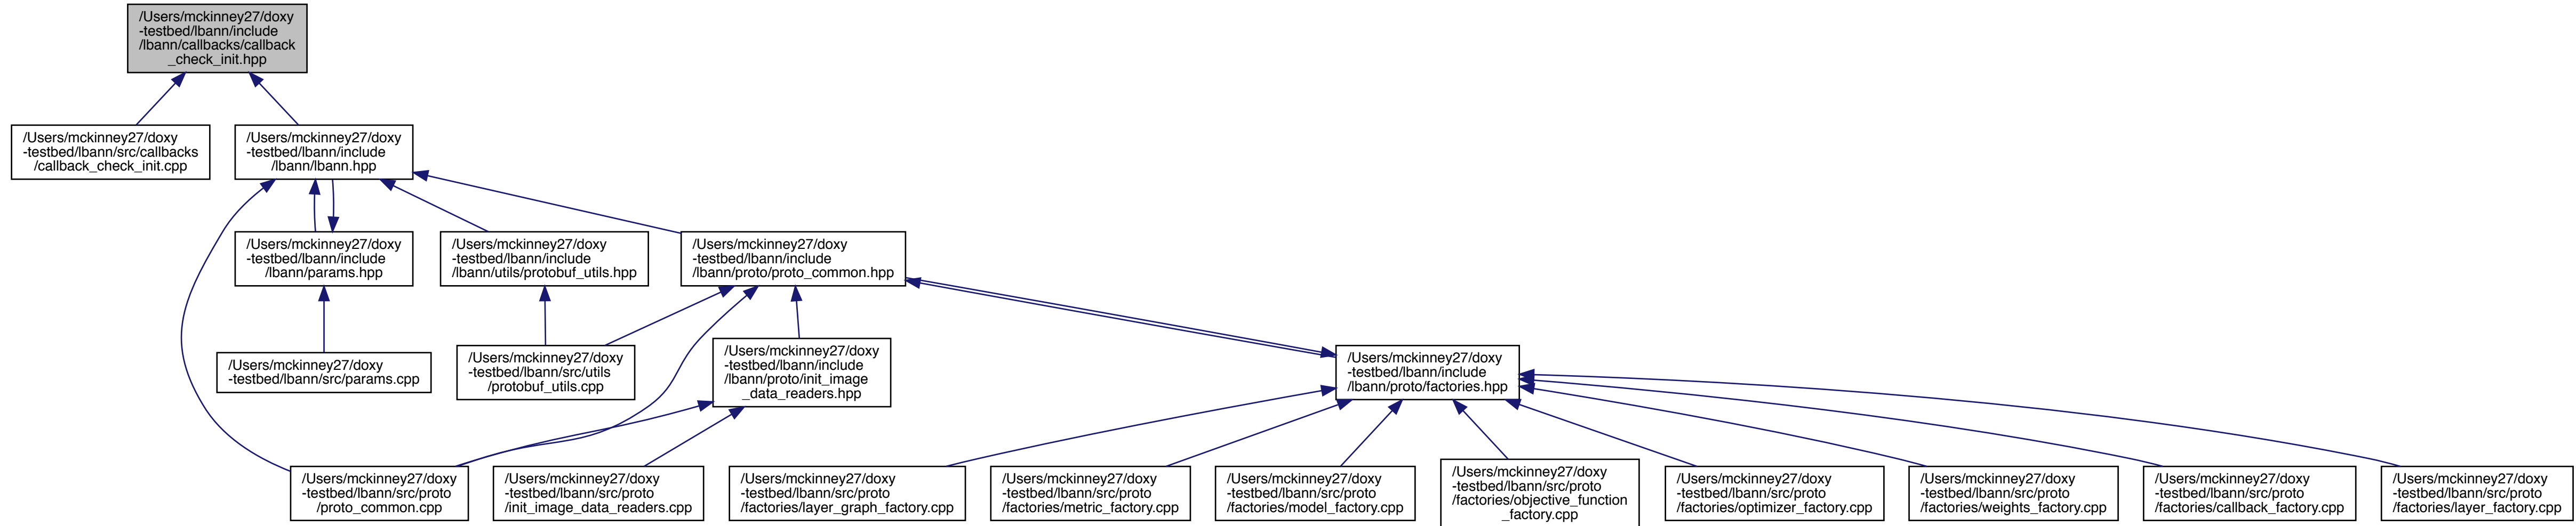 /Users/mckinney27/doxy
-testbed/lbann/include
/lbann/callbacks/callback
_check_init.hpp
/Users/mckinney27/doxy
-testbed/lbann/src/callbacks
/callback_check_init.cpp
/Users/mckinney27/doxy
-testbed/lbann/include
/lbann/lbann.hpp
/Users/mckinney27/doxy
-testbed/lbann/include
/lbann/params.hpp
/Users/mckinney27/doxy
-testbed/lbann/include
/lbann/utils/protobuf_utils.hpp
/Users/mckinney27/doxy
-testbed/lbann/include
/lbann/proto/proto_common.hpp
/Users/mckinney27/doxy
-testbed/lbann/src/params.cpp
/Users/mckinney27/doxy
-testbed/lbann/src/utils
/protobuf_utils.cpp
/Users/mckinney27/doxy
-testbed/lbann/include
/lbann/proto/init_image
_data_readers.hpp
/Users/mckinney27/doxy
-testbed/lbann/include
/lbann/proto/factories.hpp
/Users/mckinney27/doxy
-testbed/lbann/src/proto
/proto_common.cpp
/Users/mckinney27/doxy
-testbed/lbann/src/proto
/init_image_data_readers.cpp
/Users/mckinney27/doxy
-testbed/lbann/src/proto
/factories/layer_graph_factory.cpp
/Users/mckinney27/doxy
-testbed/lbann/src/proto
/factories/metric_factory.cpp
/Users/mckinney27/doxy
-testbed/lbann/src/proto
/factories/model_factory.cpp
/Users/mckinney27/doxy
-testbed/lbann/src/proto
/factories/objective_function
_factory.cpp
/Users/mckinney27/doxy
-testbed/lbann/src/proto
/factories/optimizer_factory.cpp
/Users/mckinney27/doxy
-testbed/lbann/src/proto
/factories/weights_factory.cpp
/Users/mckinney27/doxy
-testbed/lbann/src/proto
/factories/callback_factory.cpp
/Users/mckinney27/doxy
-testbed/lbann/src/proto
/factories/layer_factory.cpp